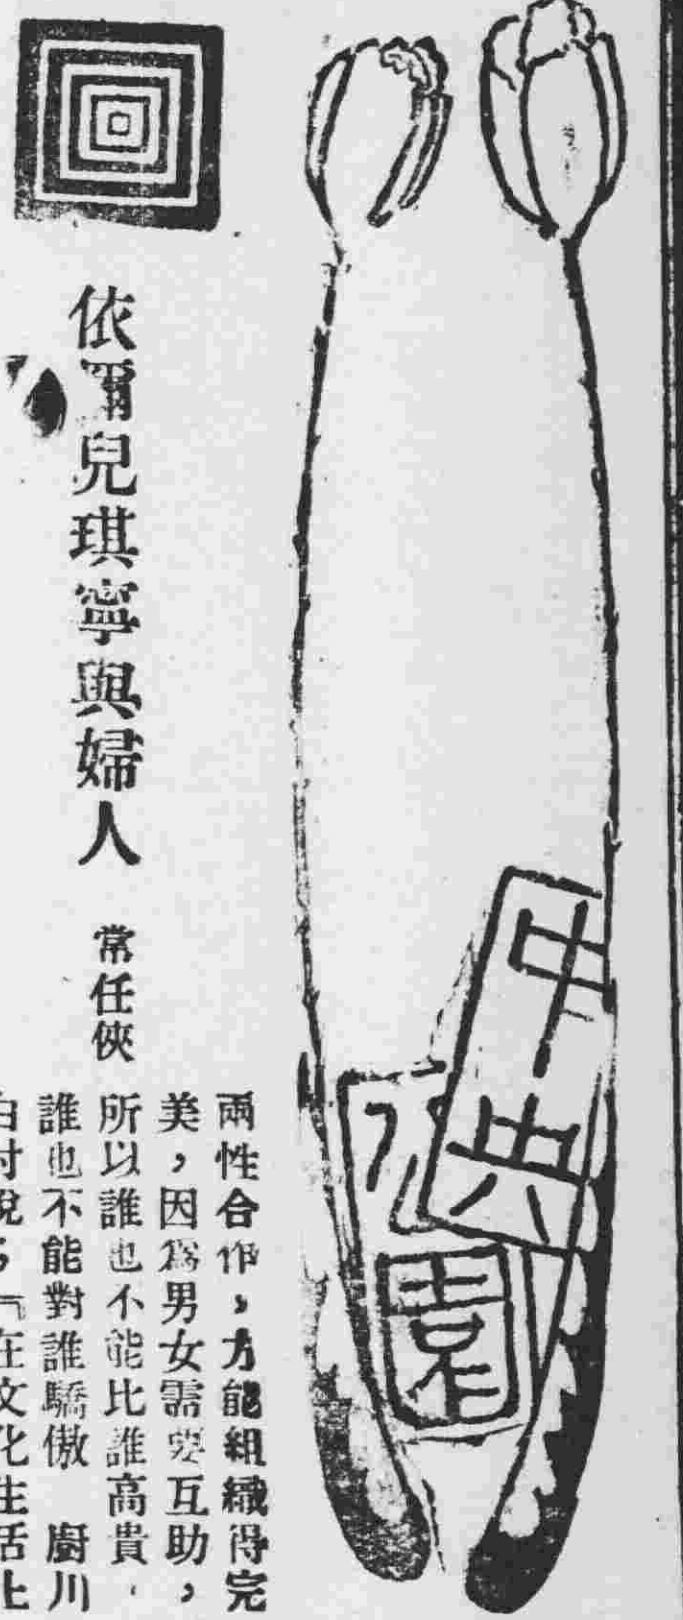 中央
公園
依爾兒琪寧與婦人
常任俠
兩性合作，方能組織得完
美，因爲男女需要互助，
所以誰也不能比誰高貴，
誰也不能對誰驕傲　廚川
白村說；『在文化生活上